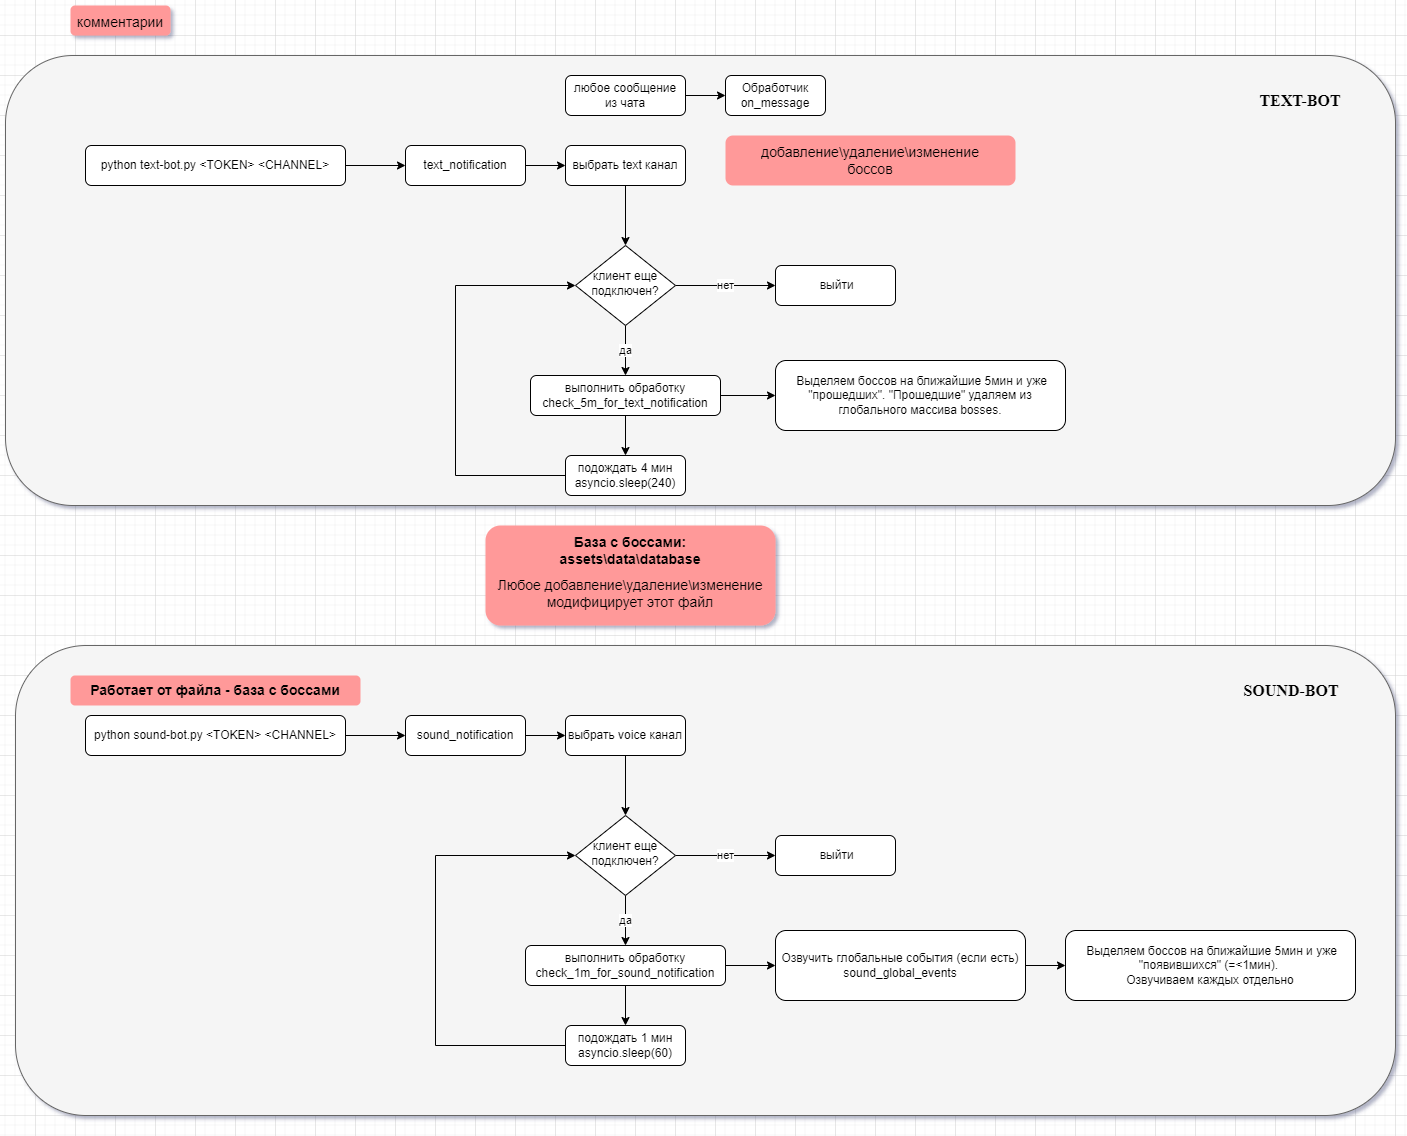 комментарии
TEXT-BOT
любое сообщение
из чата
Обработчик
on_message
python text-bot.py <TOKEN> <CHANNEL>
text_notification
выбрать text канал
добавление\удаление\изменение
боссов
клиент еще
подключен?
нет
выйти
да
выполнить обработку
check_5m_for_text_notification
Выделяем боссов на ближайшие 5мин и уже
"прошедших". "Прошедшие" удаляем из
глобального массива bosses.
подождать 4 мин
asyncio.sleep(240)
База с боссами:
assets\data\database
Любое добавление\удаление\изменение
модифицирует этот файл
SOUND-BOT
Работает от файла - база с боссами
python sound-bot.py <TOKEN> <CHANNEL>
sound_notification
выбрать voice канал
клиент еще
подключен?
нет
выйти
да
выполнить обработку
check_1m_for_sound_notification
Озвучить глобальные события (если есть)
sound_global_events
Выделяем боссов на ближайшие 5мин и уже
"появившихся" (=<1мин).
Озвучиваем каждых отдельно
подождать 1 мин
asyncio.sleep(60)